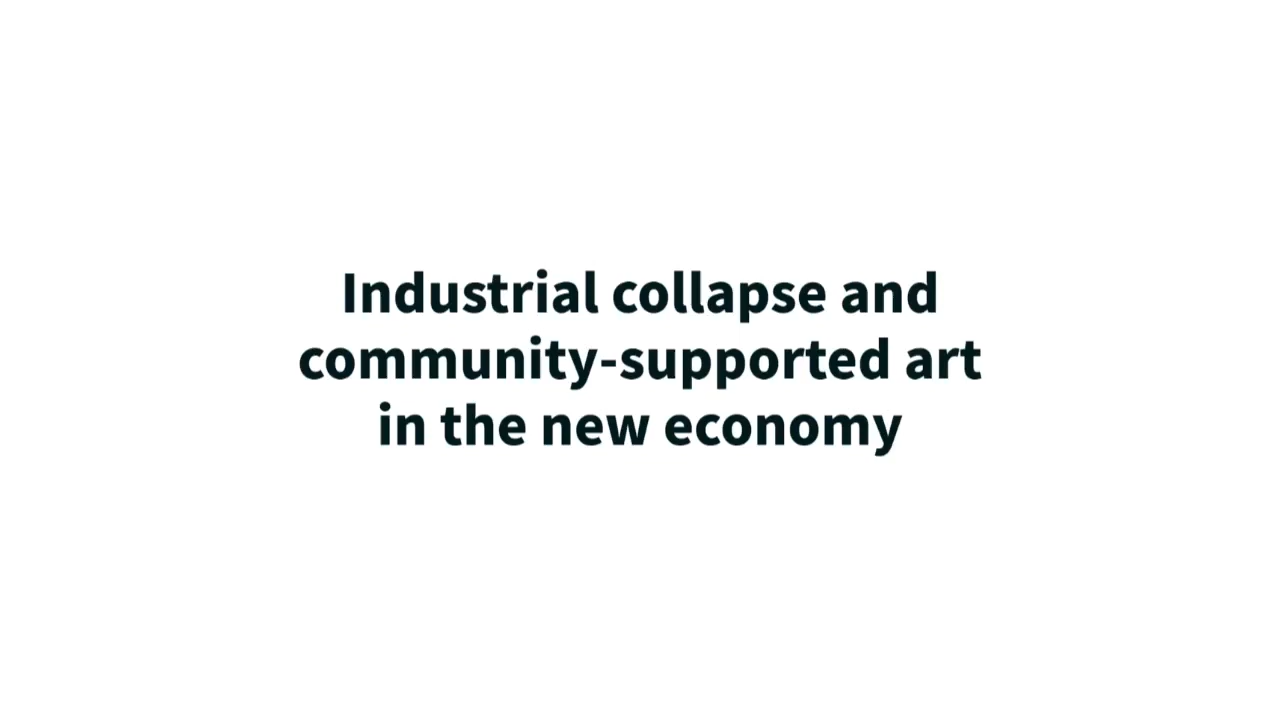 Industrial collapse and
community-supported art
in the new economy